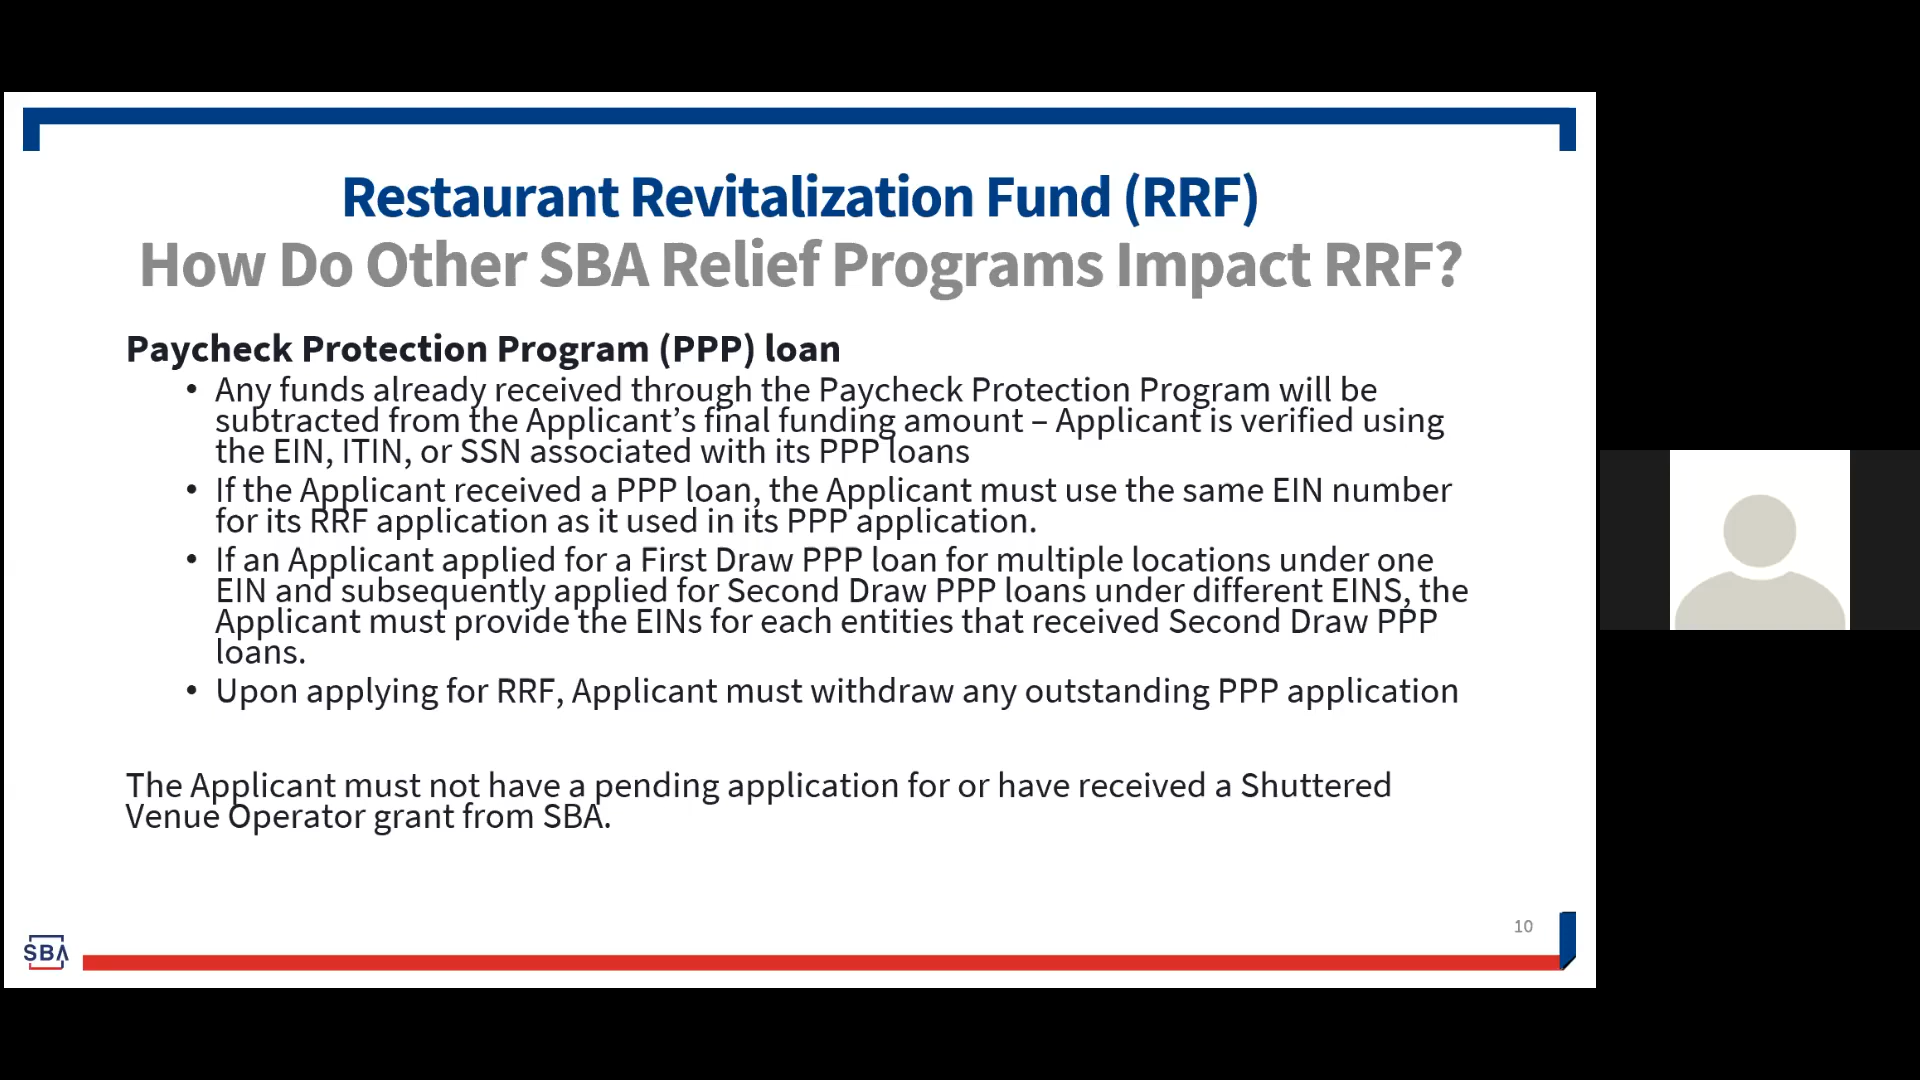 Restaurant Revitalization Fund (RRF)
How Do Other SBA Relief Programs Impact RRF?
Paycheck Protection Program (PPP) loan
• Any funds already received through the Paycheck Protection Program will be
subtracted from the Applicant’s final funding amount – Applicant is verified using
the EIN, ITIN, or SSN associated with its PPP loans
• If the Applicant received a PPP loan, the Applicant must use the same EIN number
for its RRF application as it used in its PPP application.
• If an Applicant applied for a First Draw PPP loan for multiple locations under one
EIN and subsequently applied for Second Draw PPP loans under different EINS, the
Applicant must provide the EINs for each entities that received Second Draw PPP
loans.
• Upon applying for RRF, Applicant must withdraw any outstanding PPP application
The Applicant must not have a pending application for or have received a Shuttered
Venue Operator grant from SBA.
10
SBA